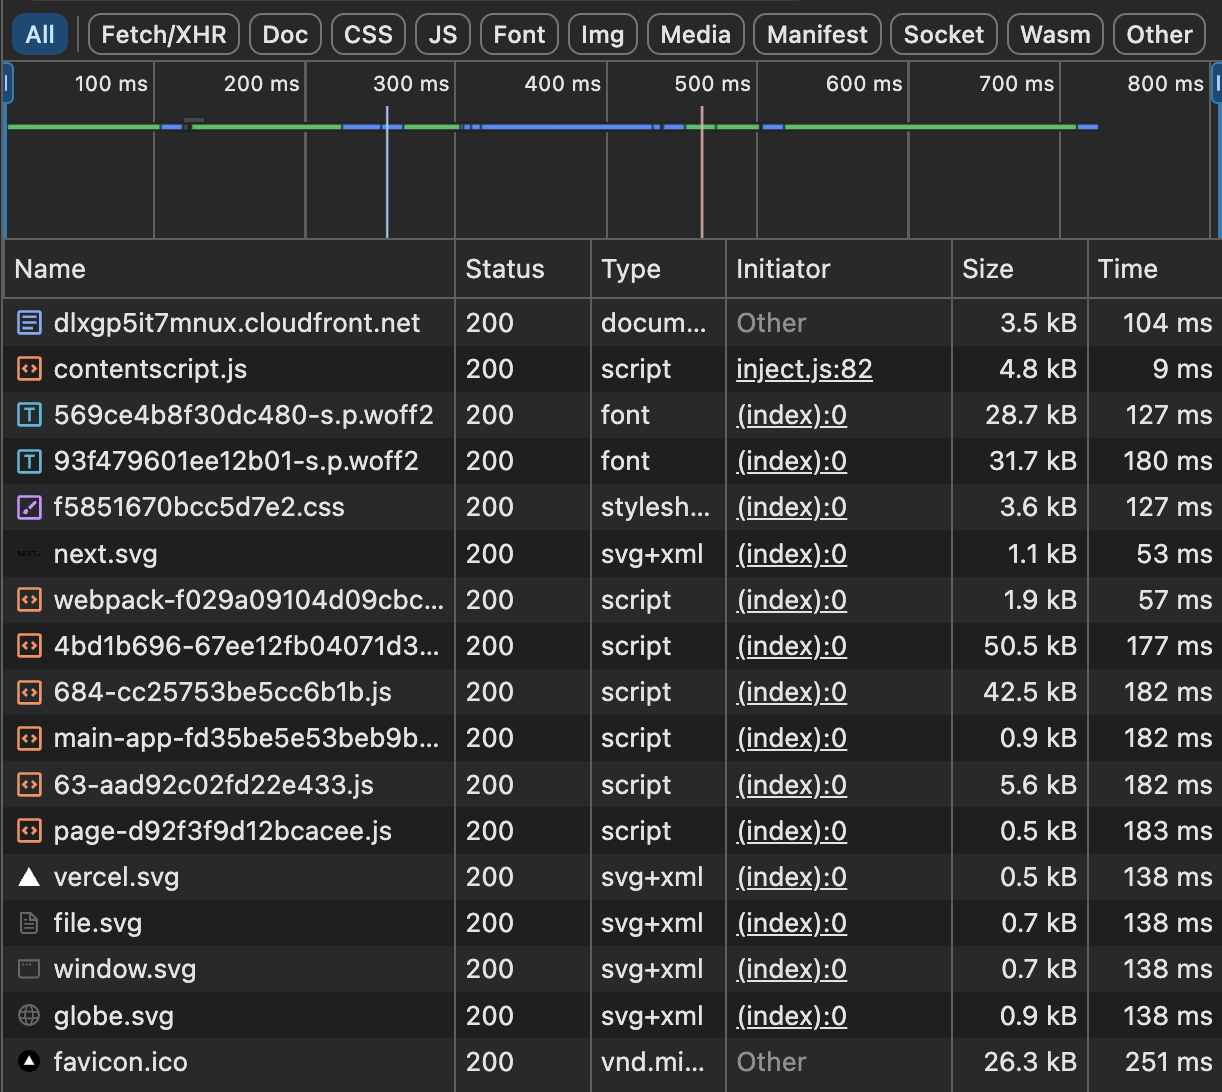 All Fetch/XHR Doc CSS JS Font Img Media Manifest Socket Wasm Other
100 ms 200 ms 300 ms 400 ms 500 ms 600 ms 700 ms 800 ms
Name Status Type Initiator Size Time
dlxgp5it7mnux.cloudfront.net 200 docum... Other 3.5 kB 104 ms
contentscript.js 200 script inject.js:82 4.8 kB 9 ms
569ce4b8f30dc480-s.p.woff2 200 font (index):0 28.7 kB 127 ms
93f479601ee12b01-s.p.woff2 200 font (index):0 31.7 kB 180 ms
f5851670bcc5d7e2.css 200 stylesh... (index):0 3.6 kB 127 ms
next.svg 200 svg+xml (index):0 1.1 kB 53 ms
webpack-f029a09104d09cbc... 200 script (index):0 1.9 kB 57 ms
4bd1b696-67ee12fb04071d3... 200 script (index):0 50.5 kB 177 ms
684-cc25753be5cc6b1b.js 200 script (index):0 42.5 kB 182 ms
main-app-fd35be5e53beb9b... 200 script (index):0 0.9 kB 182 ms
63-aad92c02fd22e433.js 200 script (index):0 5.6 kB 182 ms
page-d92f3f9d12bcacee.js 200 script (index):0 0.5 kB 183 ms
vercel.svg 200 svg+xml (index):0 0.5 kB 138 ms
file.svg 200 svg+xml (index):0 0.7 kB 138 ms
window.svg 200 svg+xml (index):0 0.7 kB 138 ms
globe.svg 200 svg+xml (index):0 0.9 kB 138 ms
favicon.ico 200 vnd.mi... Other 26.3 kB 251 ms